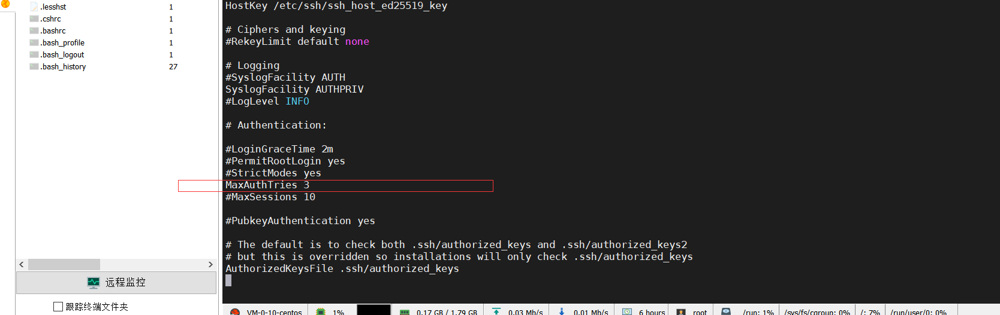 .lesshst 1
.cshrc 1
.bashrc 1
.bash_profile 1
.bash_logout 1
.bash_history 27
远程监控
跟踪终端文件夹
HostKey /etc/ssh/ssh_host_ed25519_key
# Ciphers and keying
#RekeyLimit default none
# Logging
#SyslogFacility AUTH
SyslogFacility AUTHPRIV
#LogLevel INFO
# Authentication:
#LoginGraceTime 2m
#PermitRootLogin yes
#StrictModes yes
MaxAuthTries 3
#MaxSessions 10
#PubkeyAuthentication yes
# The default is to check both .ssh/authorized_keys and .ssh/authorized_keys2
# but this is overridden so installations will only check .ssh/authorized_keys
AuthorizedKeysFile .ssh/authorized_keys
VM-0-10-centos 1% 0.17 GB / 1.79 GB 0.03 Mb/s 0.01 Mb/s 6 hours root /run: 1% /sys/fs/cgroup: 0% /: 7% /run/user/0: 0%